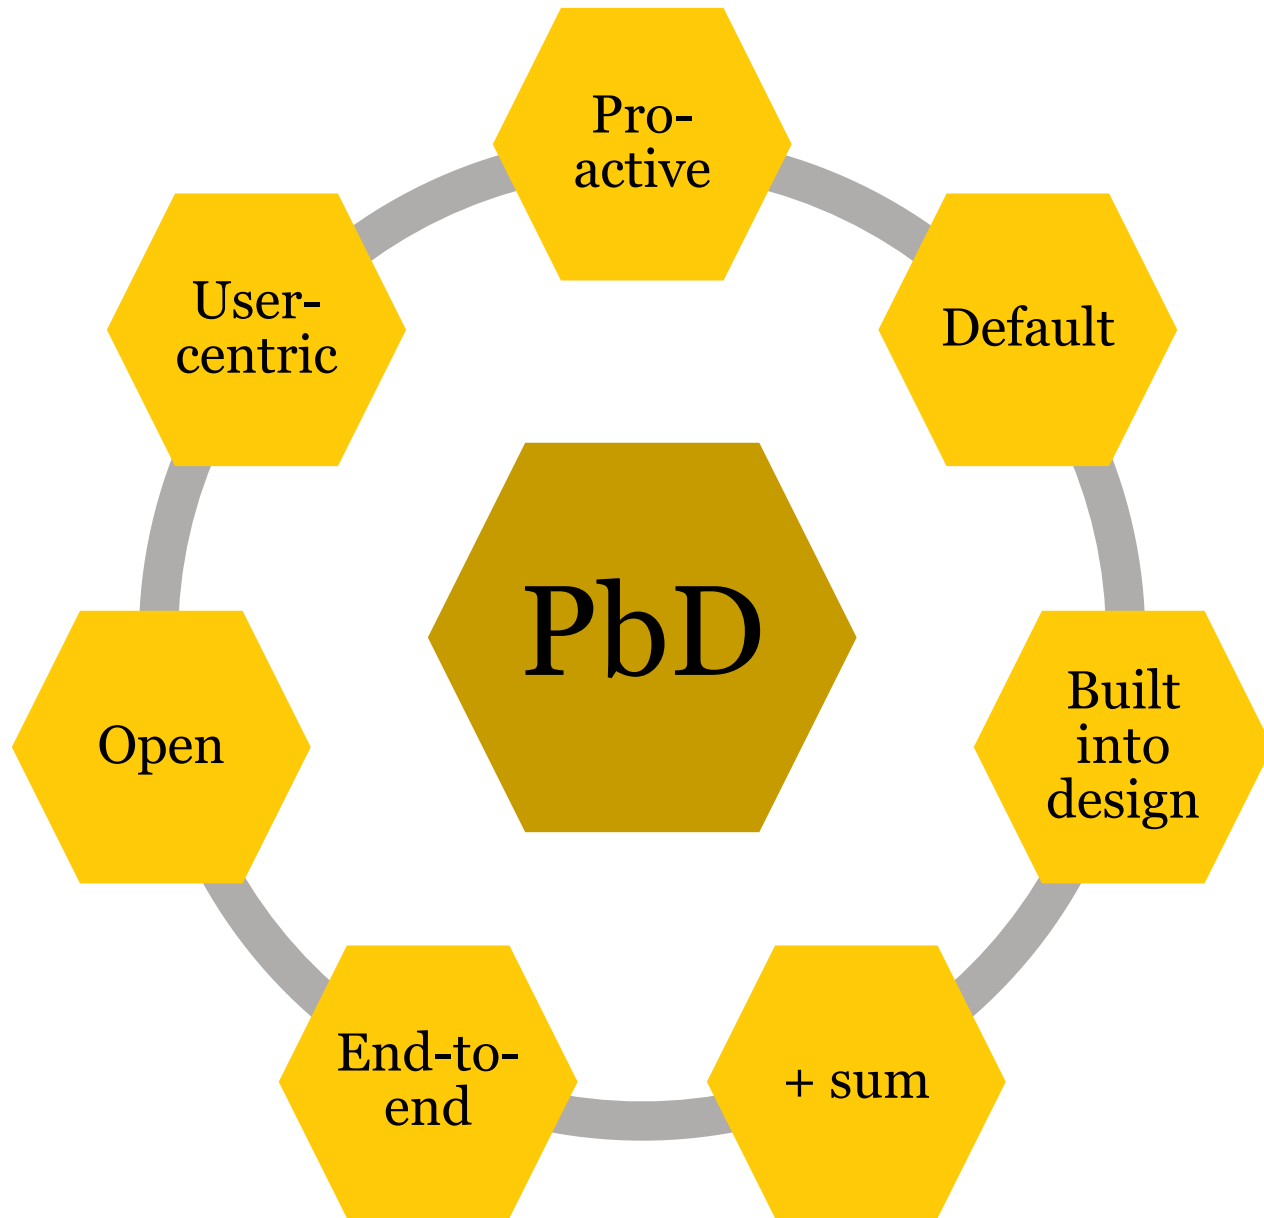 Pro-
active
Default
Built
into
design
+ sum
End-to-
end
Open
User-
centric
PbD